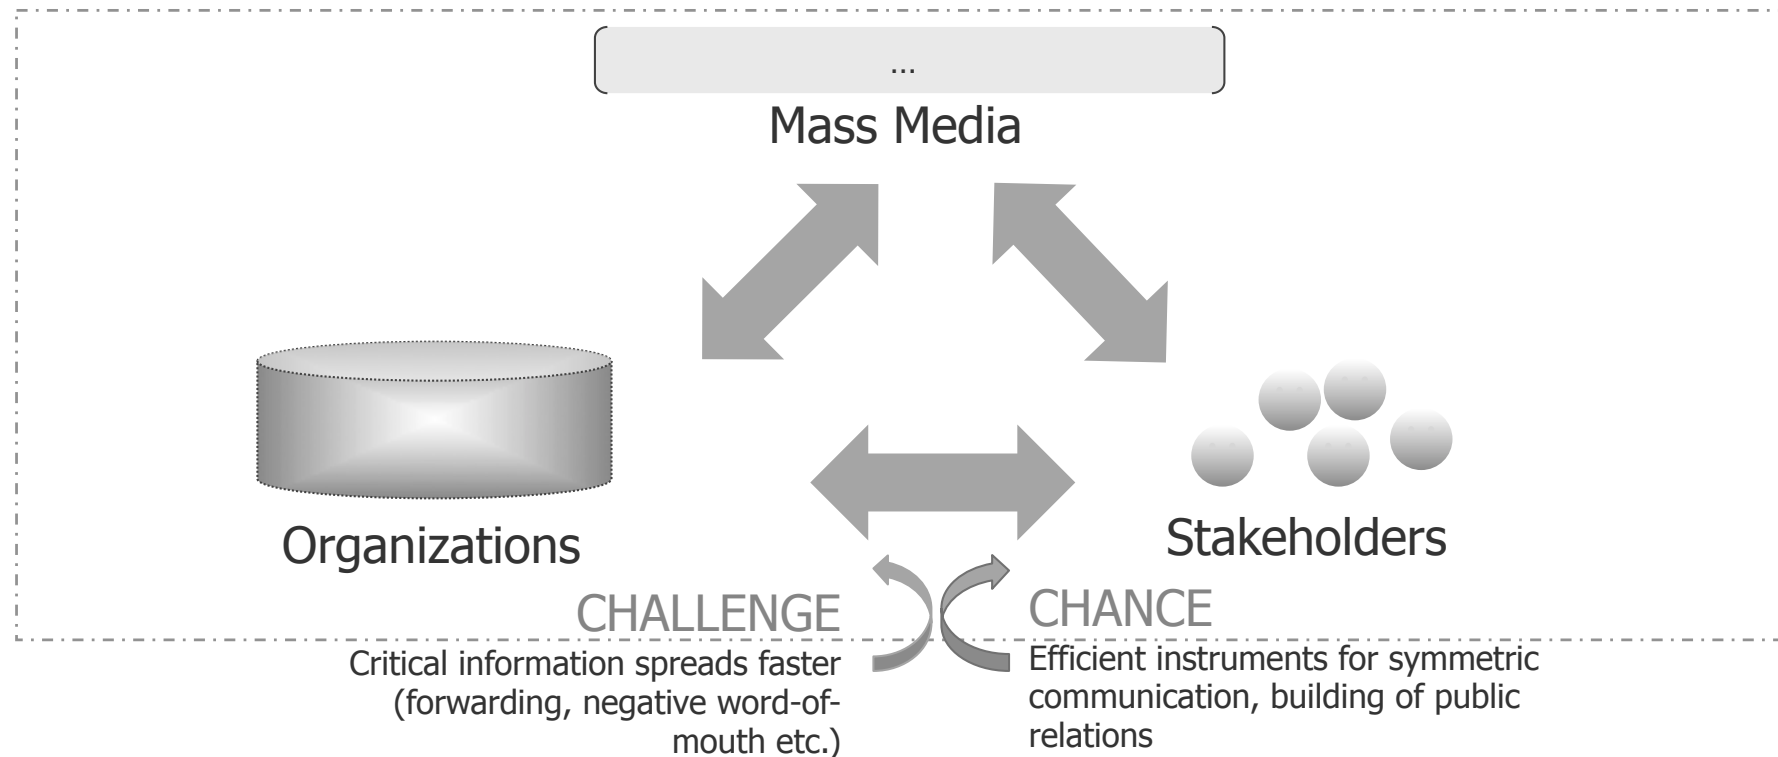 ...
Mass Media
Organizations
Stakeholders
CHALLENGE
Critical information spreads faster
(forwarding, negative word-of-
mouth etc.)
CHANCE
Efficient instruments for symmetric
communication, building of public
relations